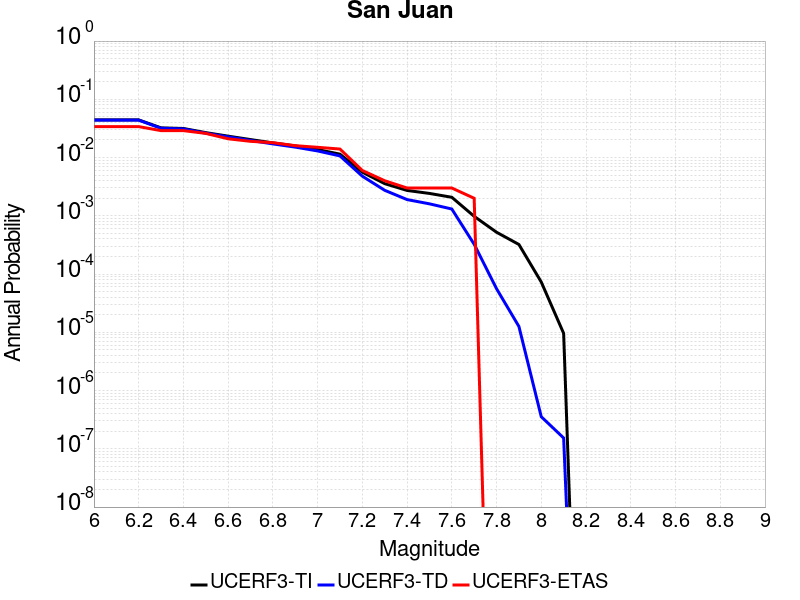 San Juan
10^0
10^-1
10^-2
10^-3
10^-4
10^-5
10^-6
10^-7
10^-8
Annual Probability
6 6.2 6.4 6.6 6.8 7 7.2 7.4 7.6 7.8 8 8.2 8.4 8.6 8.8 9
Magnitude
UCERF3-TI UCERF3-TD UCERF3-ETAS